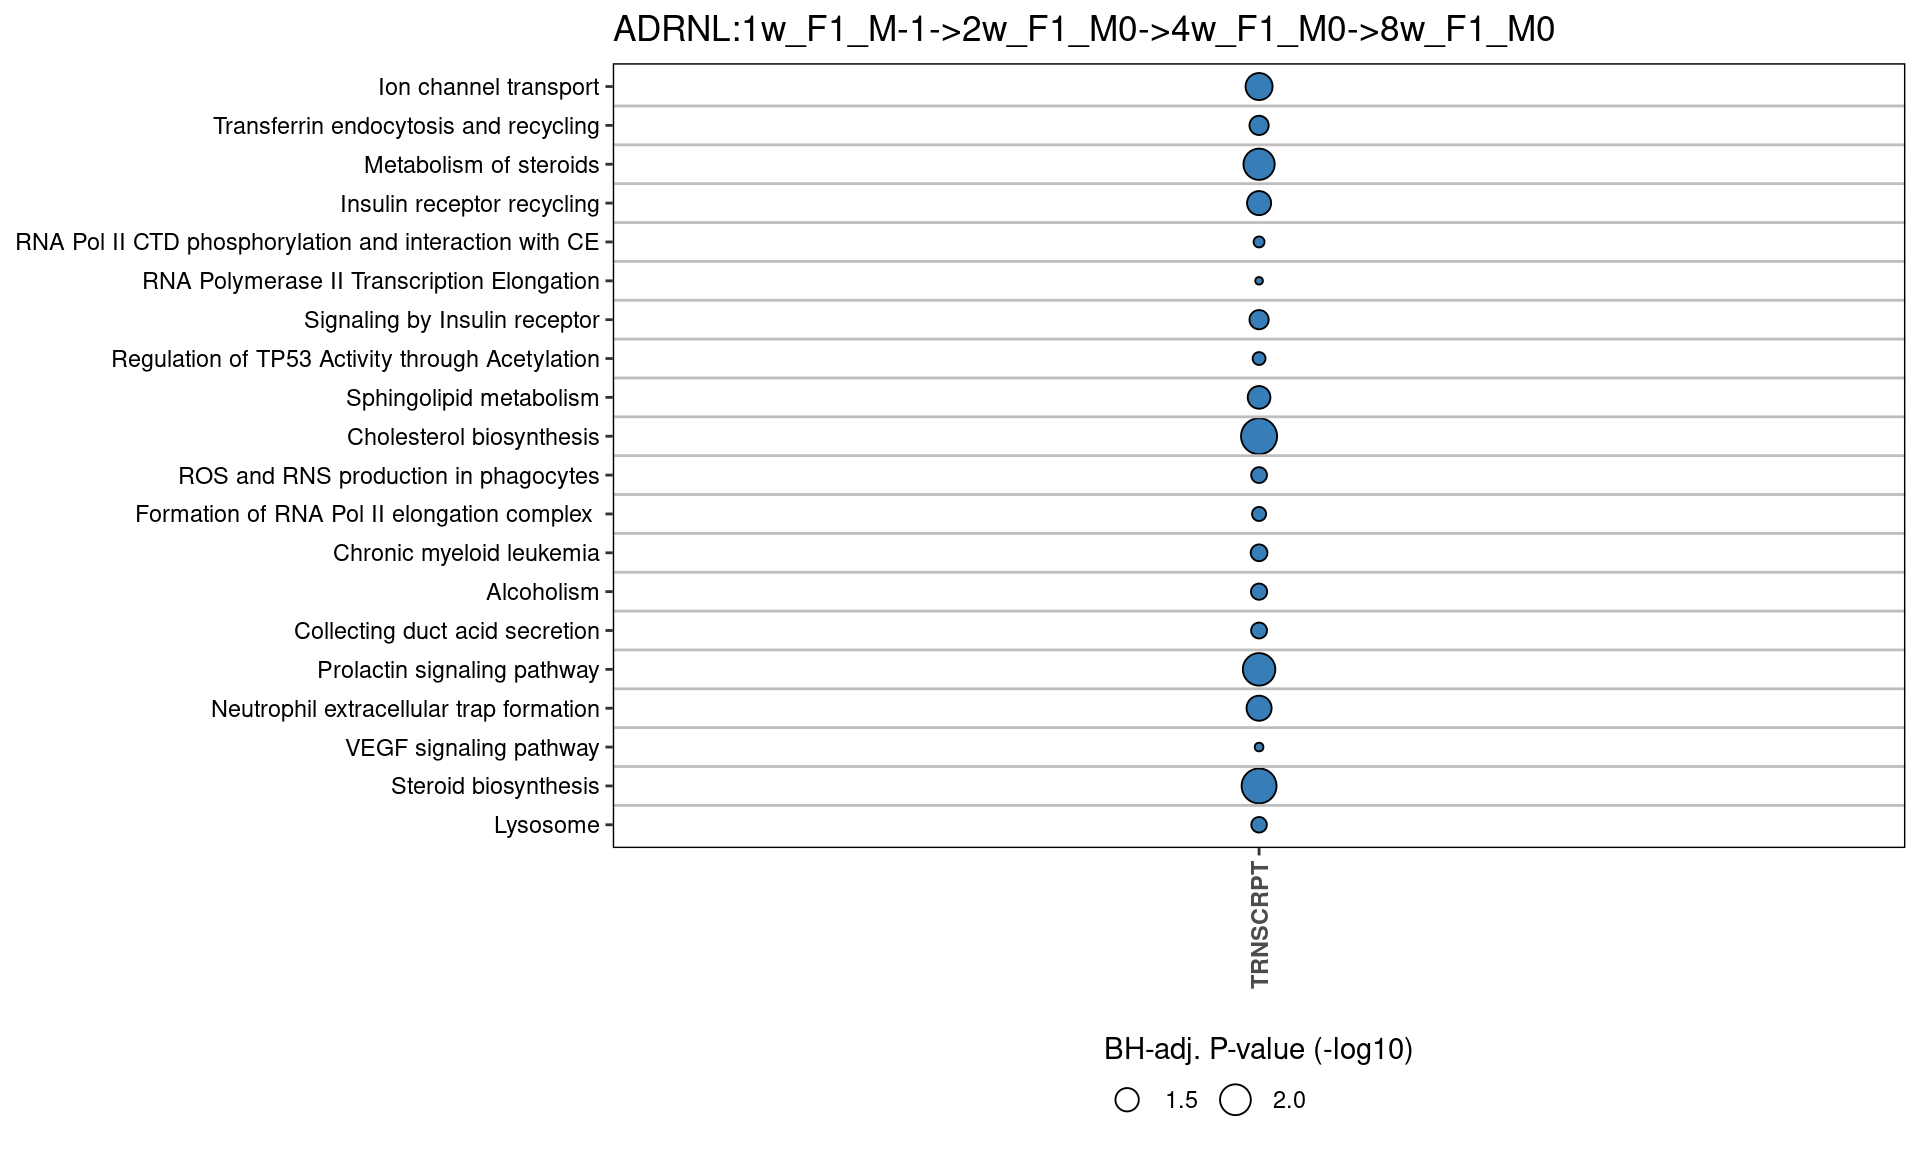 ADRNL:1w_F1_M-1->2w_F1_M0->4w_F1_M0->8w_F1_M0
Ion channel transport
Transferrin endocytosis and recycling
Metabolism of steroids
Insulin receptor recycling
RNA Pol II CTD phosphorylation and interaction with CE
RNA Polymerase II Transcription Elongation
Signaling by Insulin receptor
Regulation of TP53 Activity through Acetylation
Sphingolipid metabolism
Cholesterol biosynthesis
ROS and RNS production in phagocytes
Formation of RNA Pol II elongation complex
Chronic myeloid leukemia
Alcoholism
Collecting duct acid secretion
Prolactin signaling pathway
Neutrophil extracellular trap formation
VEGF signaling pathway
Steroid biosynthesis
Lysosome
TRNSCRPT
BH-adj. P-value (-log10)
1.5 2.0